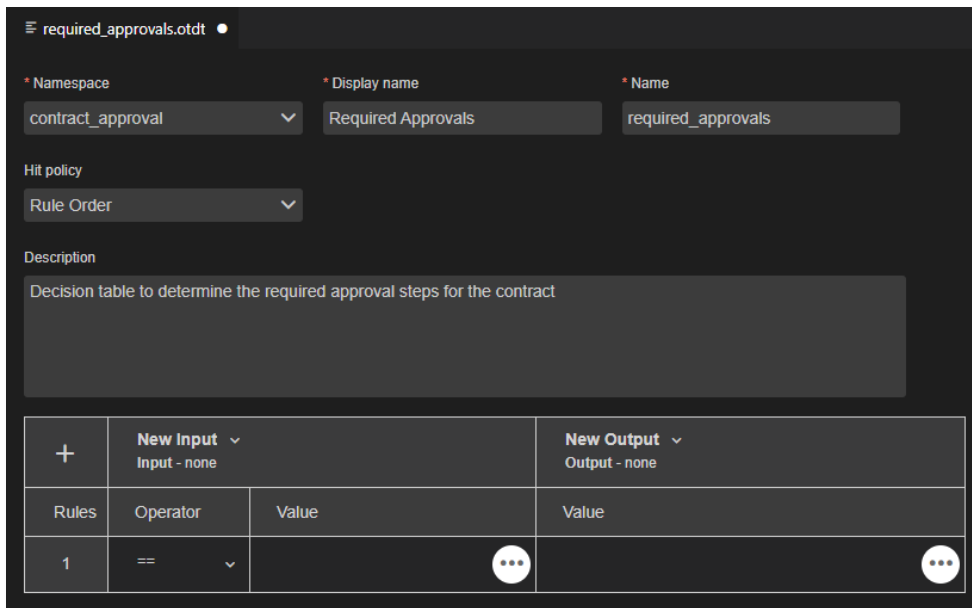 required_approvals.otdt
* Namespace * Display name * Name
contract_approval Required Approvals required_approvals
Hit policy
Rule Order
Description
Decision table to determine the required approval steps for the contract
+ New Input New Output
Input - none Output - none
Rules Operator Value Value
1 ==